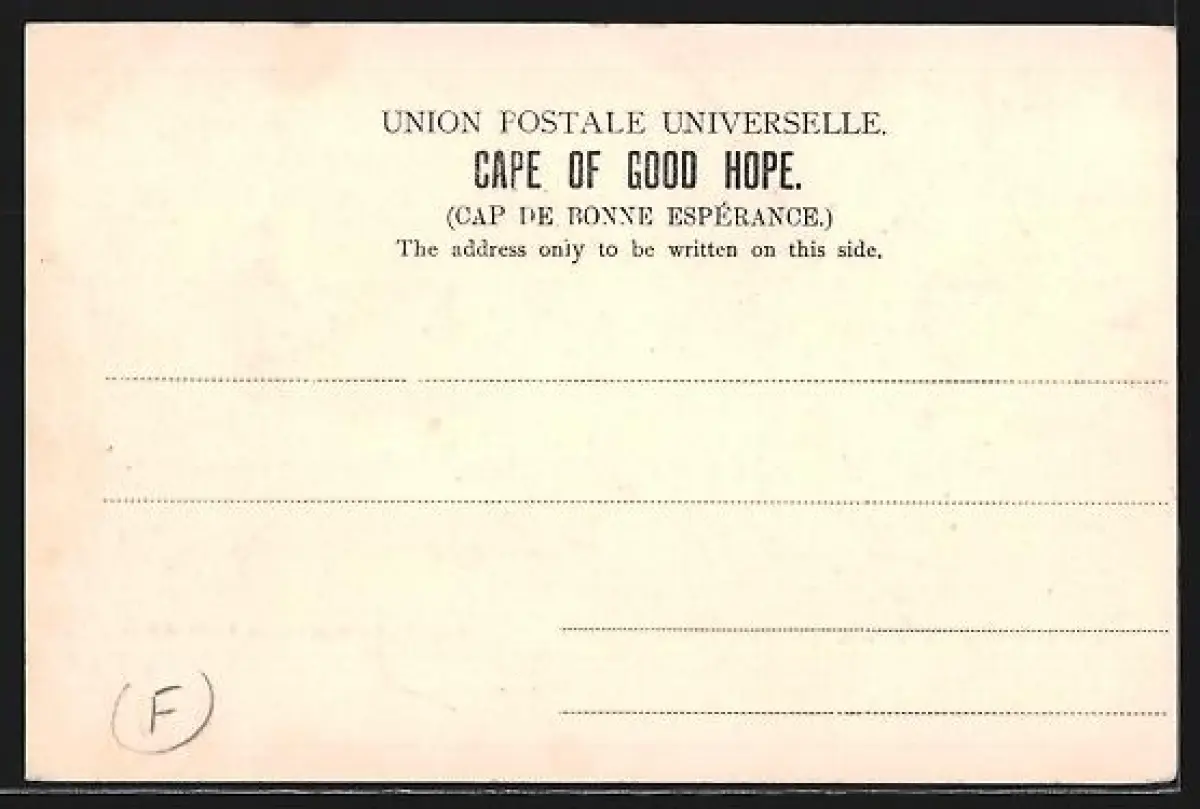 UNION POSTALE UNIVERSELLE.
CAPE OF GOOD HOPE.
(CAP DE BONNE ESPÉRANCE.)
The address only to be written on this side.
F